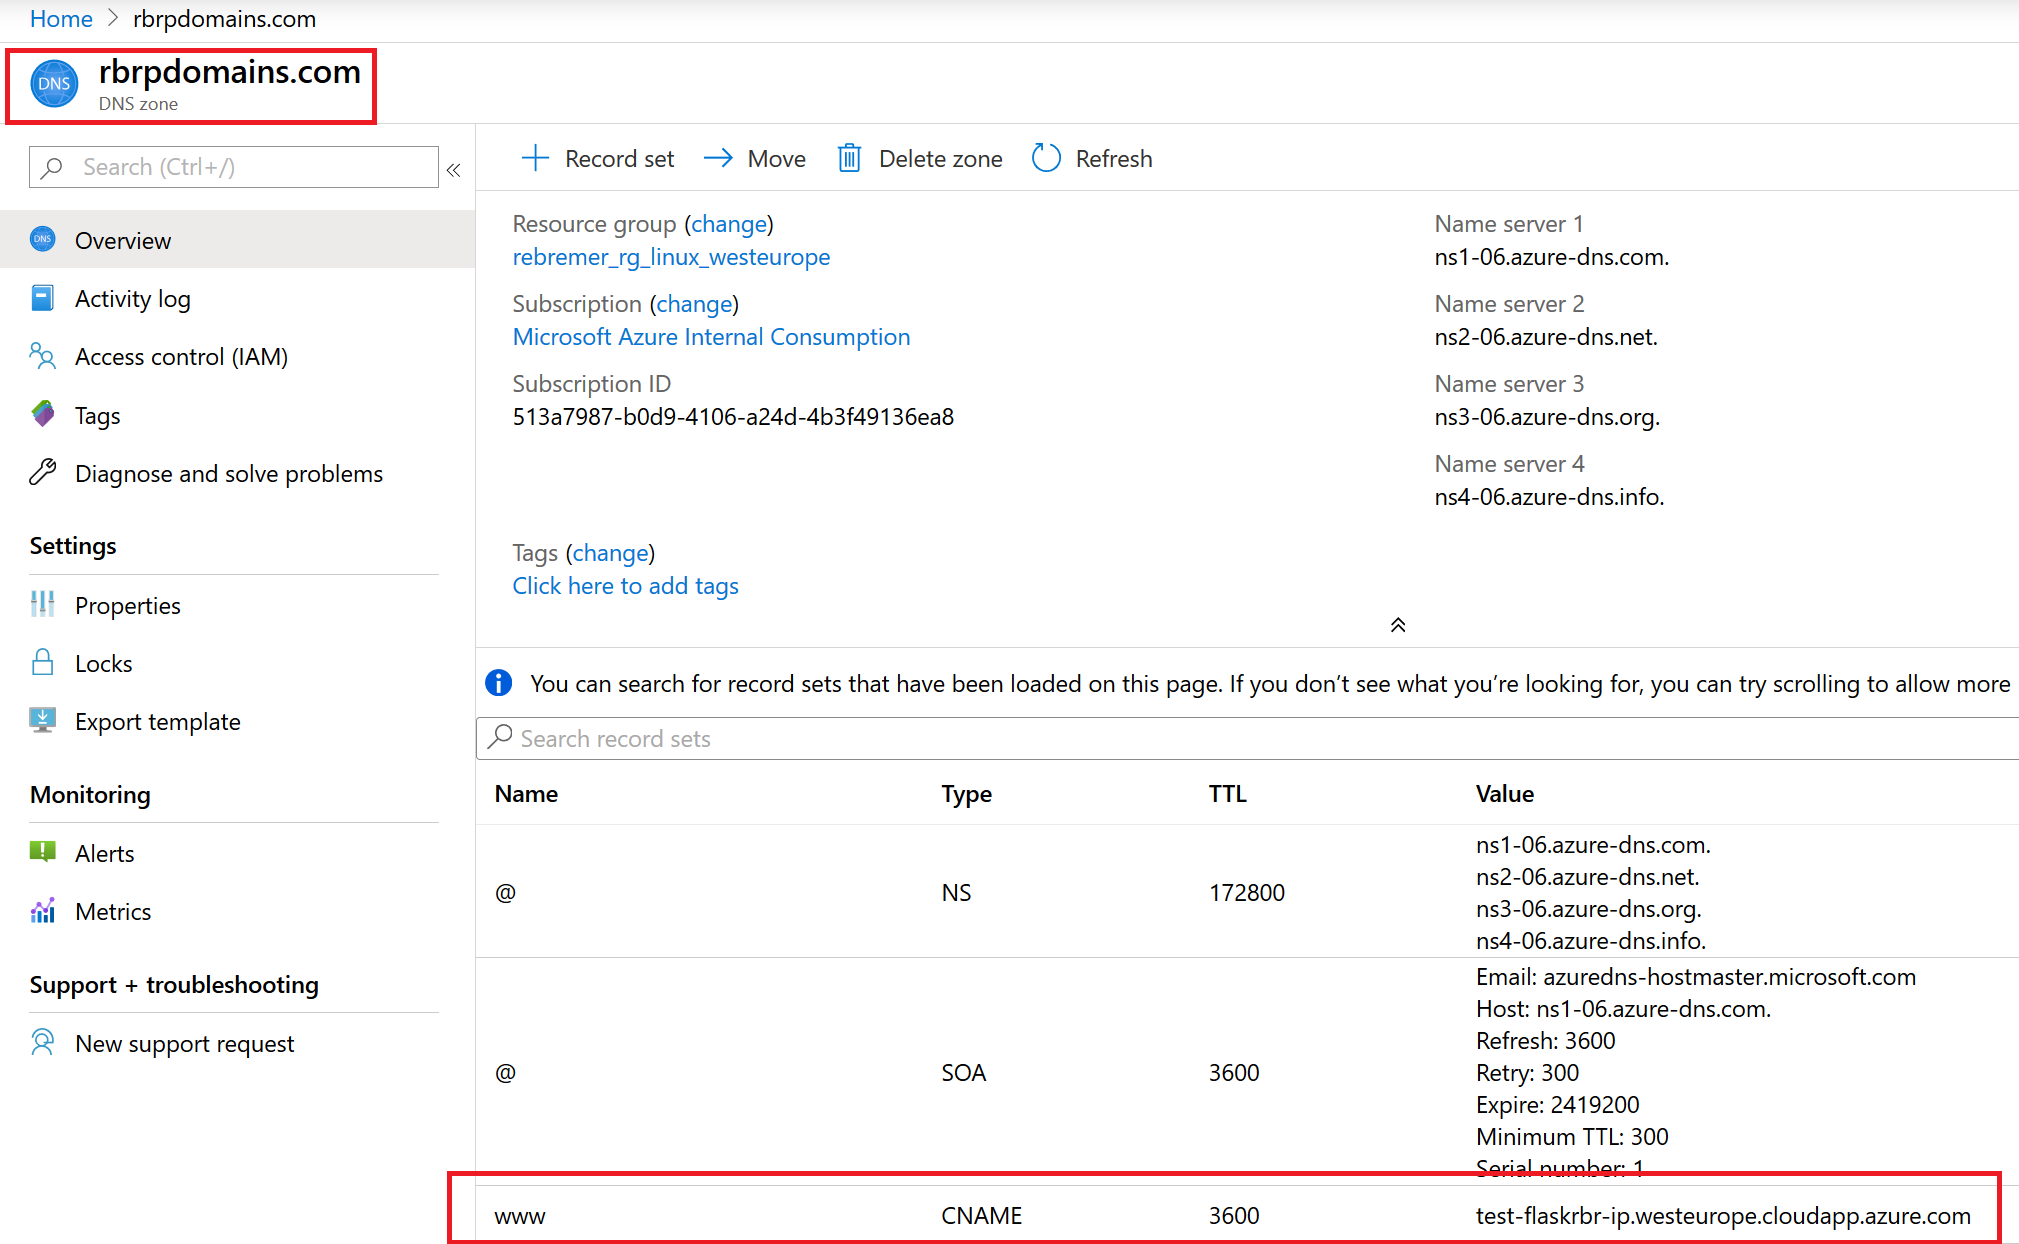 Home > rbrpdomains.com
DNS
rbrpdomains.com
DNS zone
Search (Ctrl+/)
«
DNS
Overview
Activity log
Access control (IAM)
Tags
Diagnose and solve problems
Settings
Properties
Locks
Export template
Monitoring
Alerts
Metrics
Support + troubleshooting
New support request
Record set
Move
Delete zone
Refresh
Resource group (change)
rebremer_rg_linux_westeurope
Subscription (change)
Microsoft Azure Internal Consumption
Subscription ID
513a7987-b0d9-4106-a24d-4b3f49136ea8
Name server 1
ns1-06.azure-dns.com.
Name server 2
ns2-06.azure-dns.net.
Name server 3
ns3-06.azure-dns.org.
Name server 4
ns4-06.azure-dns.info.
Tags (change)
Click here to add tags
You can search for record sets that have been loaded on this page. If you don't see what you're looking for, you can try scrolling to allow more
Search record sets
Name Type TTL Value
@ NS 172800
ns1-06.azure-dns.com.
ns2-06.azure-dns.net.
ns3-06.azure-dns.org.
ns4-06.azure-dns.info.
@ SOA 3600
Email: azuredns-hostmaster.microsoft.com
Host: ns1-06.azure-dns.com.
Refresh: 3600
Retry: 300
Expire: 2419200
Minimum TTL: 300
Serial number: 1
www CNAME 3600 test-flaskrbr-ip.westeurope.cloudapp.azure.com